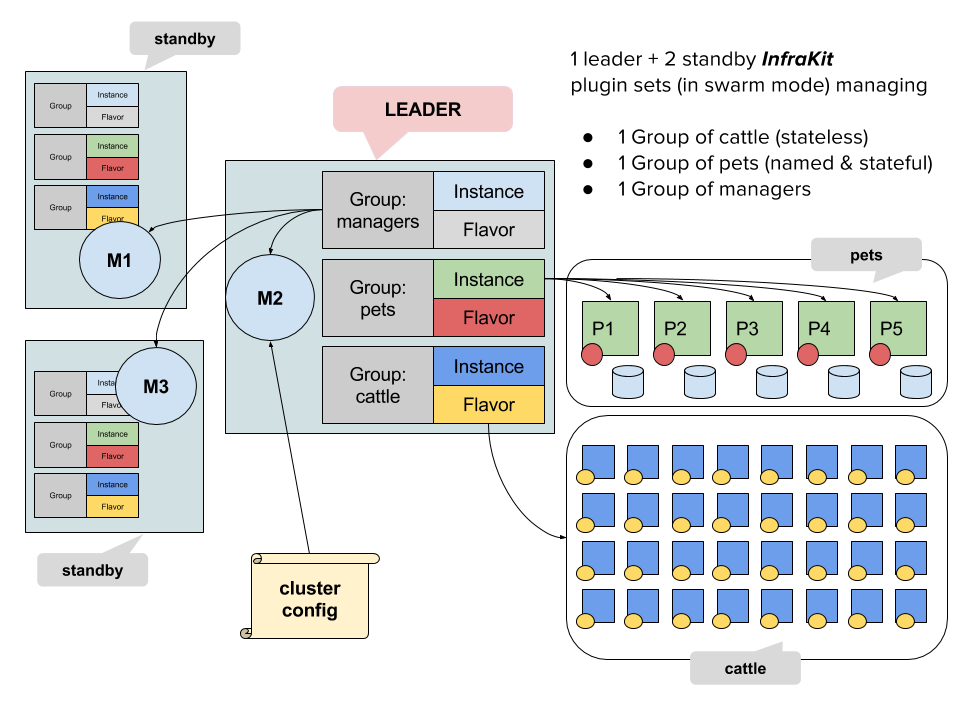 standby
Group
Instance
Flavor
Group
Instance
Flavor
Group
Instance
Flavor
M1
LEADER
Group:
managers
Instance
Flavor
M2
Group:
pets
Instance
Flavor
Group:
cattle
Instance
Flavor
1 leader + 2 standby InfraKit
plugin sets (in swarm mode) managing
● 1 Group of cattle (stateless)
● 1 Group of pets (named & stateful)
● 1 Group of managers
pets
P1
P2
P3
P4
P5
M3
Group
Insta
Flavor
Group
Instance
Flavor
Group
Instance
Flavor
standby
cluster
config
cattle